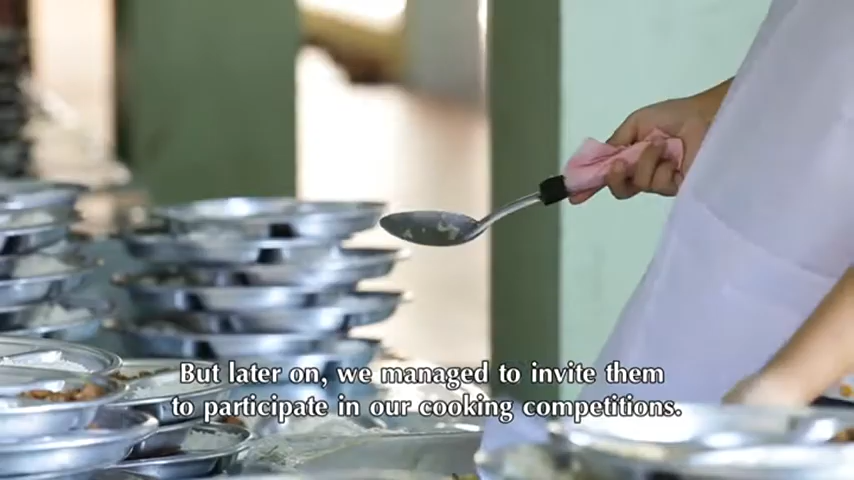 But later on, we managed to invite them
to participate in our cooking competitions.